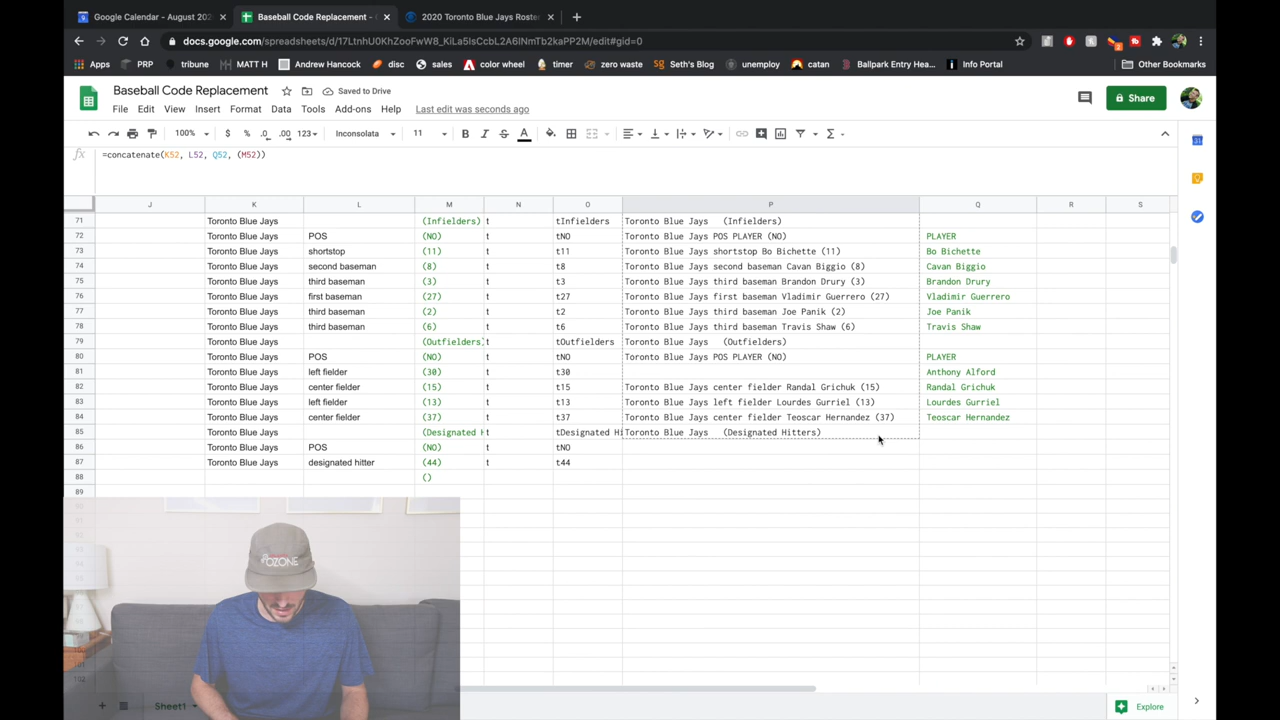 Google Calendar - August 202
Baseball Code Replacement -
2020 Toronto Blue Jays Roster
docs.google.com/spreadsheets/d/17LtnhU0KhZooFwW8_KiLa5IsCcbL2A6INmTb2kaPP2M/edit#gid=0
Apps PRP tribune MATT H Andrew Hancock disc sales color wheel timer zero waste Seth's Blog unemploy catan Ballpark Entry Hea... Info Portal Other Bookmarks
Baseball Code Replacement Saved to Drive
File Edit View Insert Format Data Tools Add-ons Help Last edit was seconds ago Share
100% $ % .0 .00 123 Inconsolata 11 B I S A
fx =concatenate(K52, L52, Q52, (M52))
J K L M N O P Q R S
71 Toronto Blue Jays (Infielders) t tInfielders Toronto Blue Jays (Infielders)
72 Toronto Blue Jays POS (NO) t tNO Toronto Blue Jays POS PLAYER (NO) PLAYER
73 Toronto Blue Jays shortstop (11) t t11 Toronto Blue Jays shortstop Bo Bichette (11) Bo Bichette
74 Toronto Blue Jays second baseman (8) t t8 Toronto Blue Jays second baseman Cavan Biggio (8) Cavan Biggio
75 Toronto Blue Jays third baseman (3) t t3 Toronto Blue Jays third baseman Brandon Drury (3) Brandon Drury
76 Toronto Blue Jays first baseman (27) t t27 Toronto Blue Jays first baseman Vladimir Guerrero (27) Vladimir Guerrero
77 Toronto Blue Jays third baseman (2) t t2 Toronto Blue Jays third baseman Joe Panik (2) Joe Panik
78 Toronto Blue Jays third baseman (6) t t6 Toronto Blue Jays third baseman Travis Shaw (6) Travis Shaw
79 Toronto Blue Jays (Outfielders) t tOutfielders Toronto Blue Jays (Outfielders)
80 Toronto Blue Jays POS (NO) t tNO Toronto Blue Jays POS PLAYER (NO) PLAYER
81 Toronto Blue Jays left fielder (30) t t30 Anthony Alford
82 Toronto Blue Jays center fielder (15) t t15 Toronto Blue Jays center fielder Randal Grichuk (15) Randal Grichuk
83 Toronto Blue Jays left fielder (13) t t13 Toronto Blue Jays left fielder Lourdes Gurriel (13) Lourdes Gurriel
84 Toronto Blue Jays center fielder (37) t t37 Toronto Blue Jays center fielder Teoscar Hernandez (37) Teoscar Hernandez
85 Toronto Blue Jays (Designated H t tDesignated Hi Toronto Blue Jays (Designated Hitters)
86 Toronto Blue Jays POS (NO) t tNO
87 Toronto Blue Jays designated hitter (44) t t44
88 ()
89
OZONE
102
Sheet1 Explore